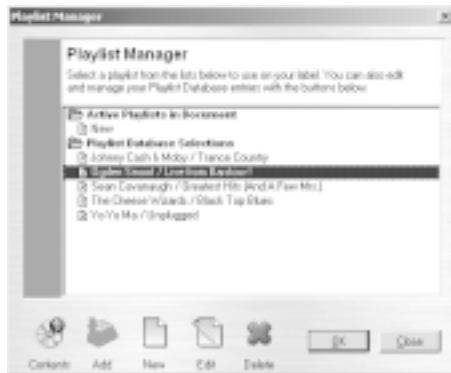 Playlist Manager
Playlist Manager
Select a playlist from the lists below to use on your label. You can also edit
and manage your Playlist Database entries with the buttons below.
Active Playlists in Document
New
Playlist Database Selections
Johnny Cash & Moby / Trance Country
Live from
Sean Cavanaugh / Greatest Hits (And A Few Mrs.)
The Cheese Wizards / Black Top Blues
Yo Yo Ma / Unplugged
OK
Close
Contents
Add
New
Edit
Delete